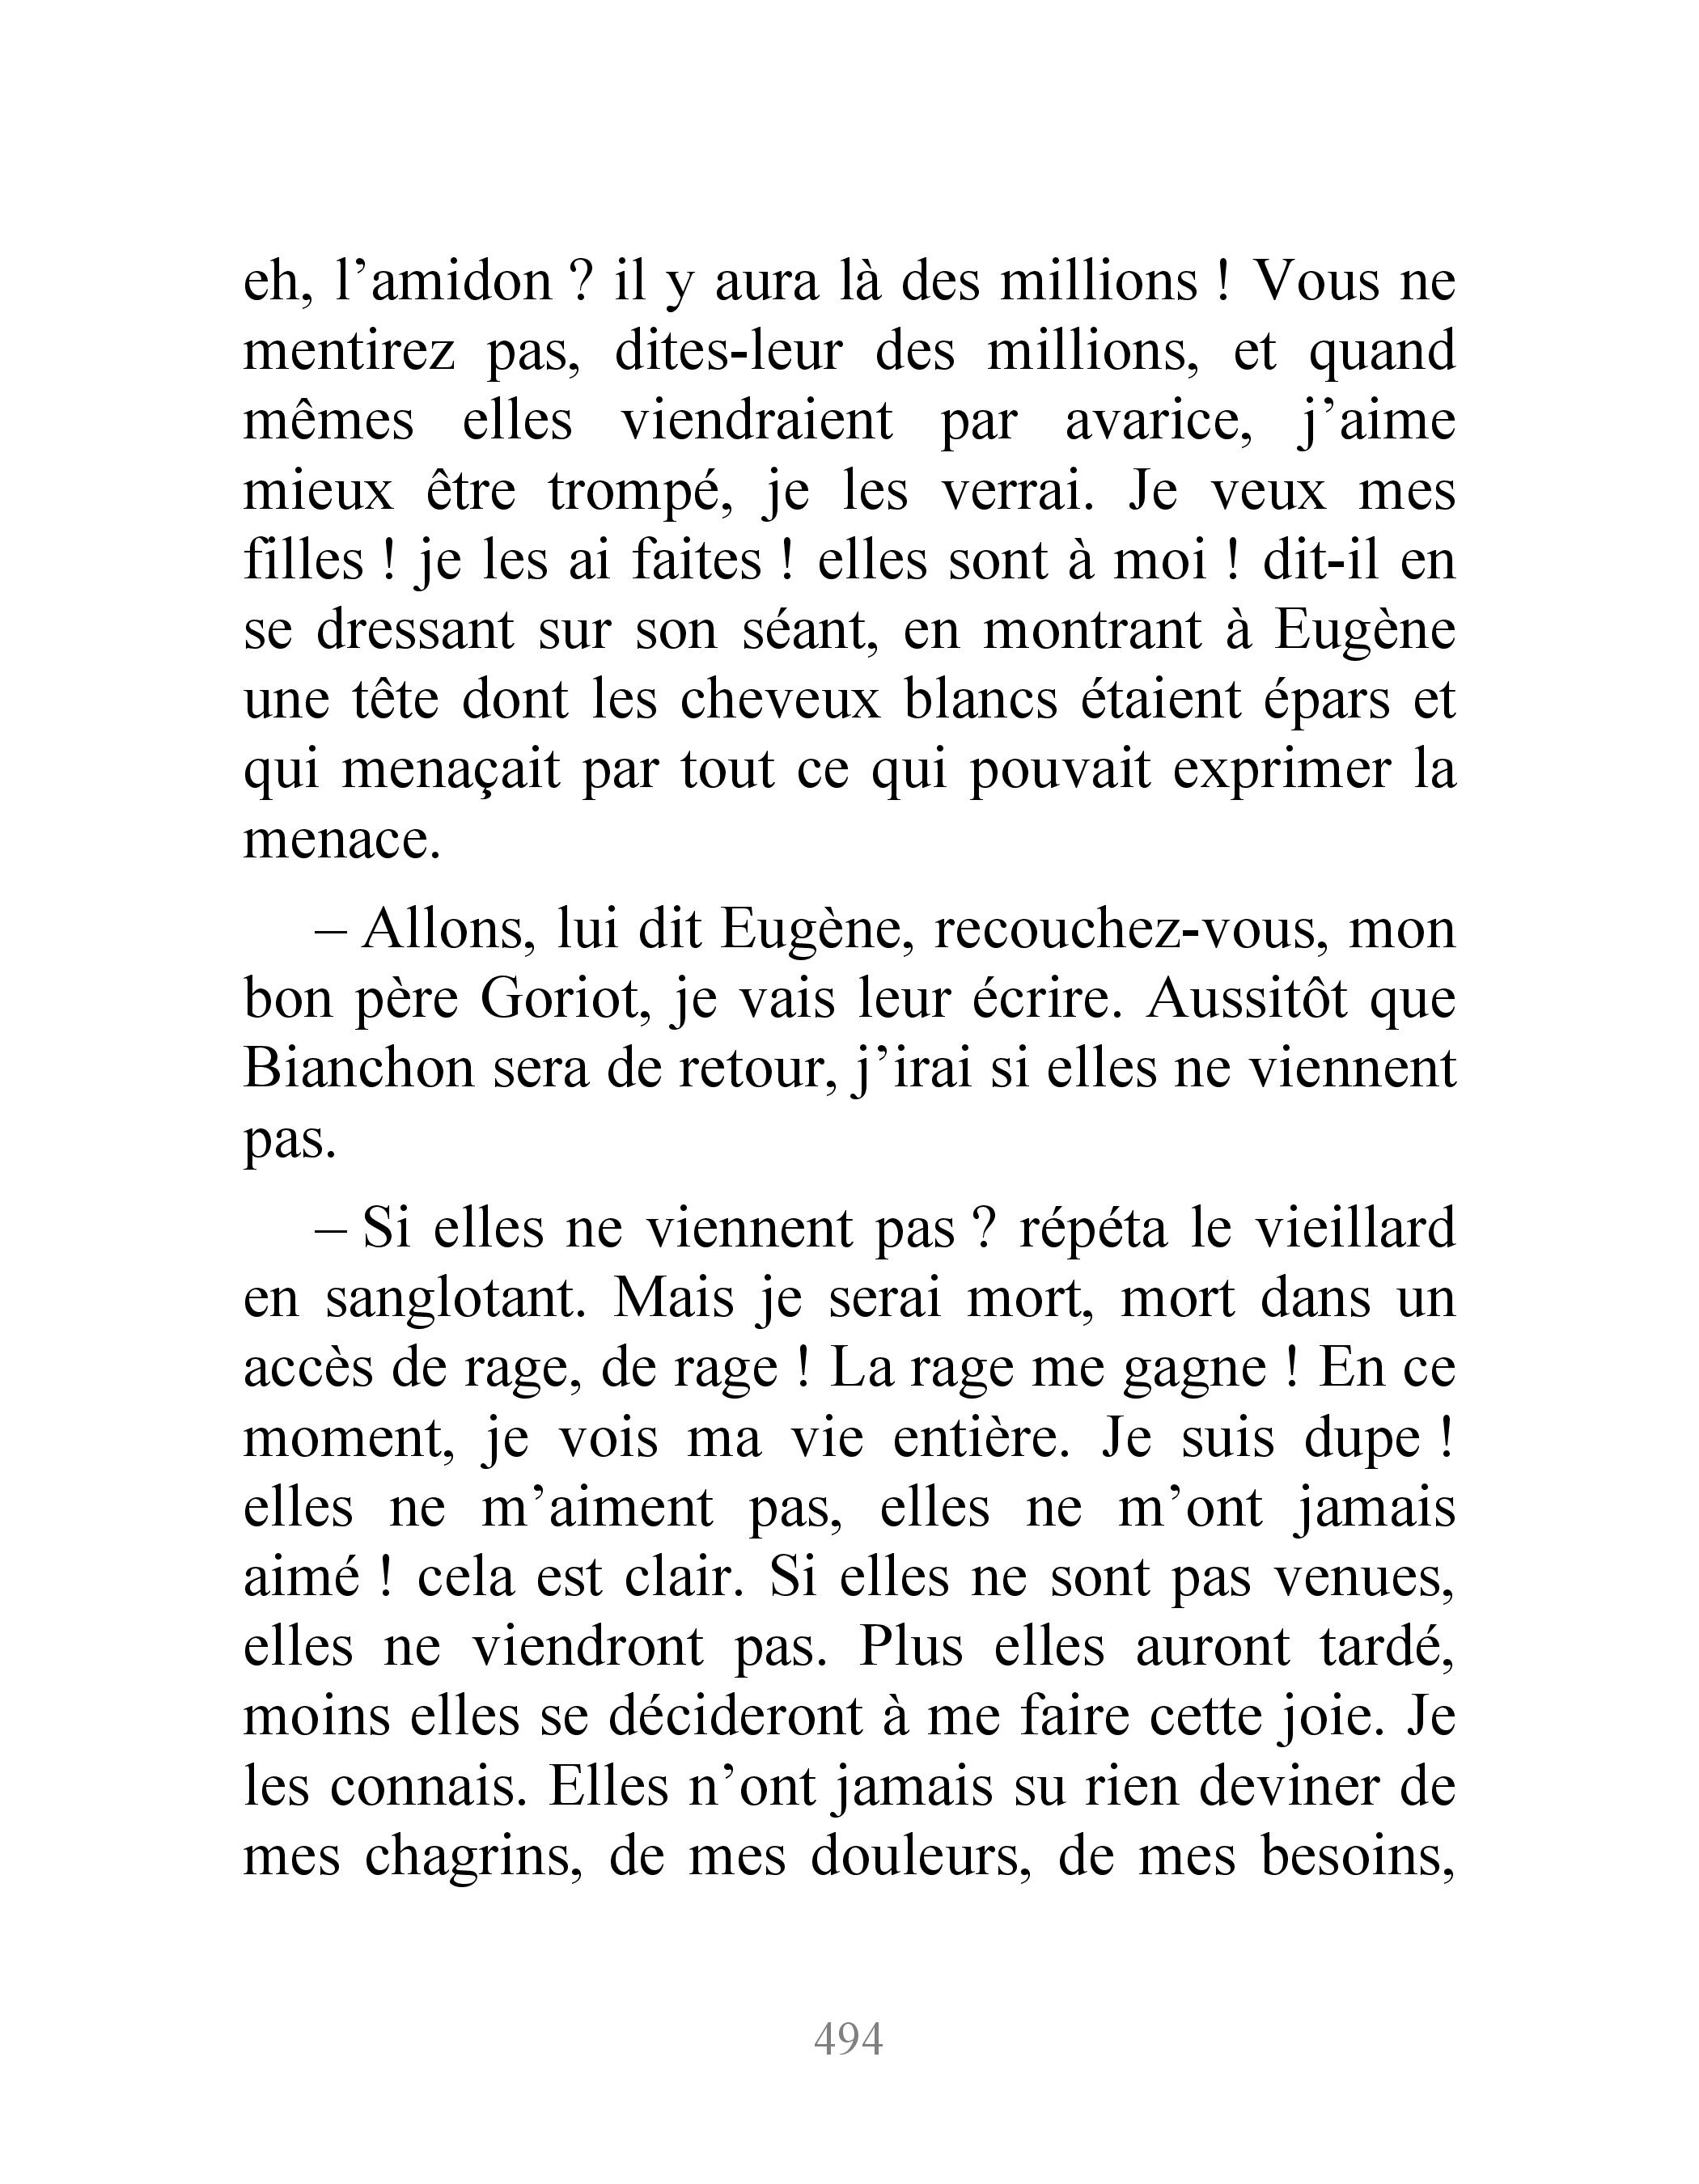 eh, l’amidon ? il y aura là des millions ! Vous ne
mentirez pas, dites-leur des millions, et quand
mêmes elles viendraient par avarice, j’aime
mieux être trompé, je les verrai. Je veux mes
filles ! je les ai faites ! elles sont à moi ! dit-il en
se dressant sur son séant, en montrant à Eugène
une tête dont les cheveux blancs étaient épars et
qui menaçait par tout ce qui pouvait exprimer la
menace.
– Allons, lui dit Eugène, recouchez-vous, mon
bon père Goriot, je vais leur écrire. Aussitôt que
Bianchon sera de retour, j’irai si elles ne viennent
pas.
– Si elles ne viennent pas ? répéta le vieillard
en sanglotant. Mais je serai mort, mort dans un
accès de rage, de rage ! La rage me gagne ! En ce
moment, je vois ma vie entière. Je suis dupe !
elles ne m’aiment pas, elles ne m’ont jamais
aimé ! cela est clair. Si elles ne sont pas venues,
elles ne viendront pas. Plus elles auront tardé,
moins elles se décideront à me faire cette joie. Je
les connais. Elles n’ont jamais su rien deviner de
mes chagrins, de mes douleurs, de mes besoins,
494